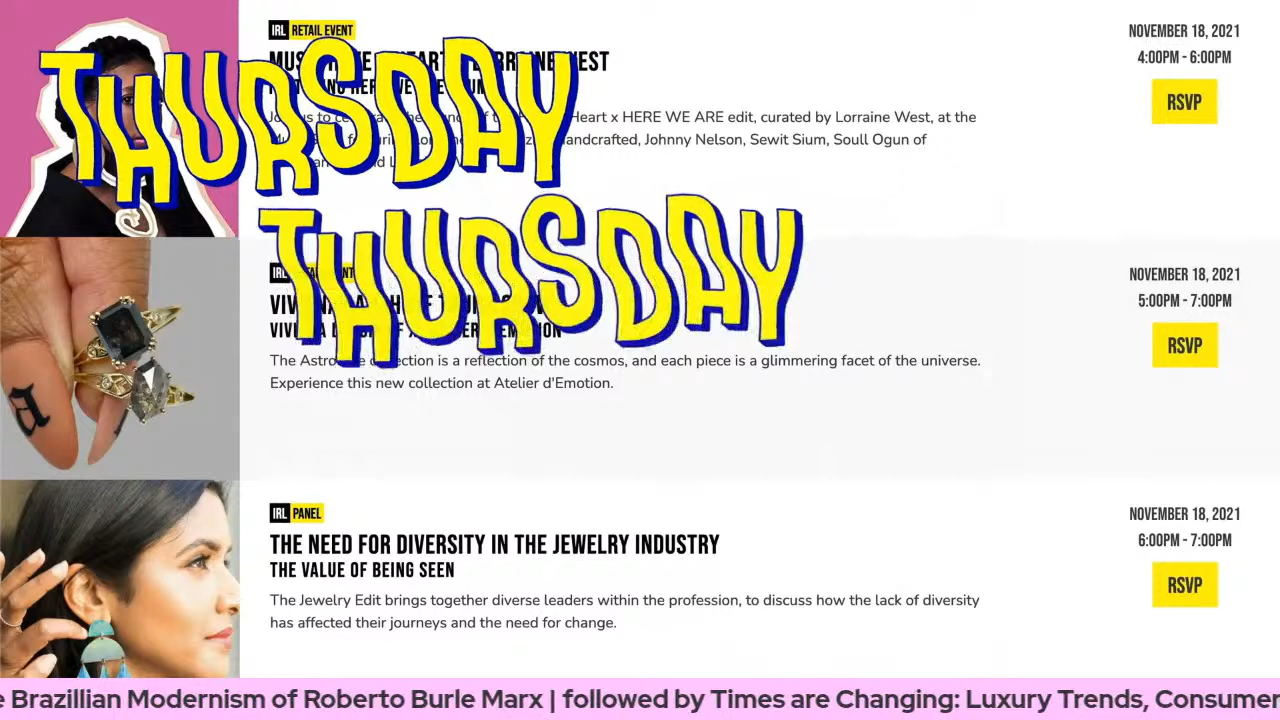 IRL RETAIL EVENT
WEST
THURSDAY
Heart x HERE WE ARE edit, curated by Lorraine West, at the
Johnny Nelson, Sewit Sium, Soull Ogun of
NOVEMBER 18, 2021
4:00PM - 6:00PM
RSVP
THURSDAY
IRL
The collection is a reflection of the cosmos, and each piece is a glimmering facet of the universe.
Experience this new collection at Atelier d'Emotion.
NOVEMBER 18, 2021
5:00PM - 7:00PM
RSVP
a
IRL PANEL
THE NEED FOR DIVERSITY IN THE JEWELRY INDUSTRY
THE VALUE OF BEING SEEN
The Jewelry Edit brings together diverse leaders within the profession, to discuss how the lack of diversity
has affected their journeys and the need for change.
NOVEMBER 18, 2021
6:00PM - 7:00PM
RSVP
Brazillian Modernism of Roberto Burle Marx | followed by Times are Changing: Luxury Trends, Consumer